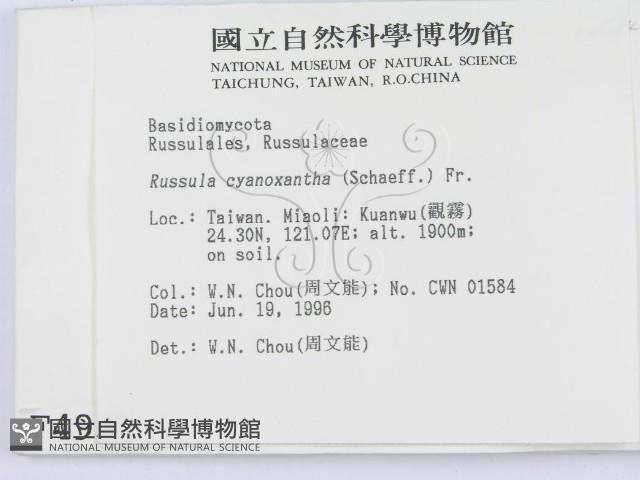 國立自然科學博物館
NATIONAL MUSEUM OF NATURAL SCIENCE
TAICHUNG, TAIWAN, R.O.CHINA
Basidiomycota
Russulales, Russulaceae
Russula cyanoxantha (Schaeff.) Fr.
Loc.: Taiwan. Miaoli: Kuanwu(觀霧)
24.30N, 121.07E; alt. 1900m;
on soil.
Col.: W.N. Chou(周文能); No. CWN 01584
Date: Jun. 19, 1996
Det.: W.N. Chou(周文能)
國立自然科學博物館
NATIONAL MUSEUM OF NATURAL SCIENCE